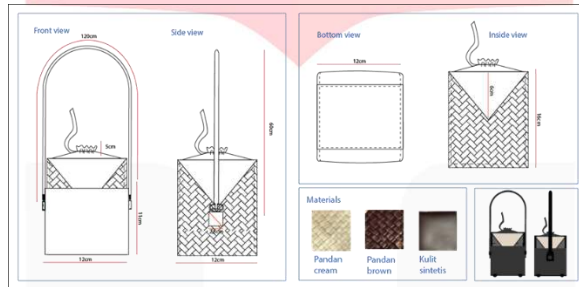 Front view
120cm
5cm
11cm
12cm
Side view
60cm
12cm
Bottom view
12cm
Inside view
8cm
16cm
Materials
Pandan
cream
Pandan
brown
Kulit
sintetis